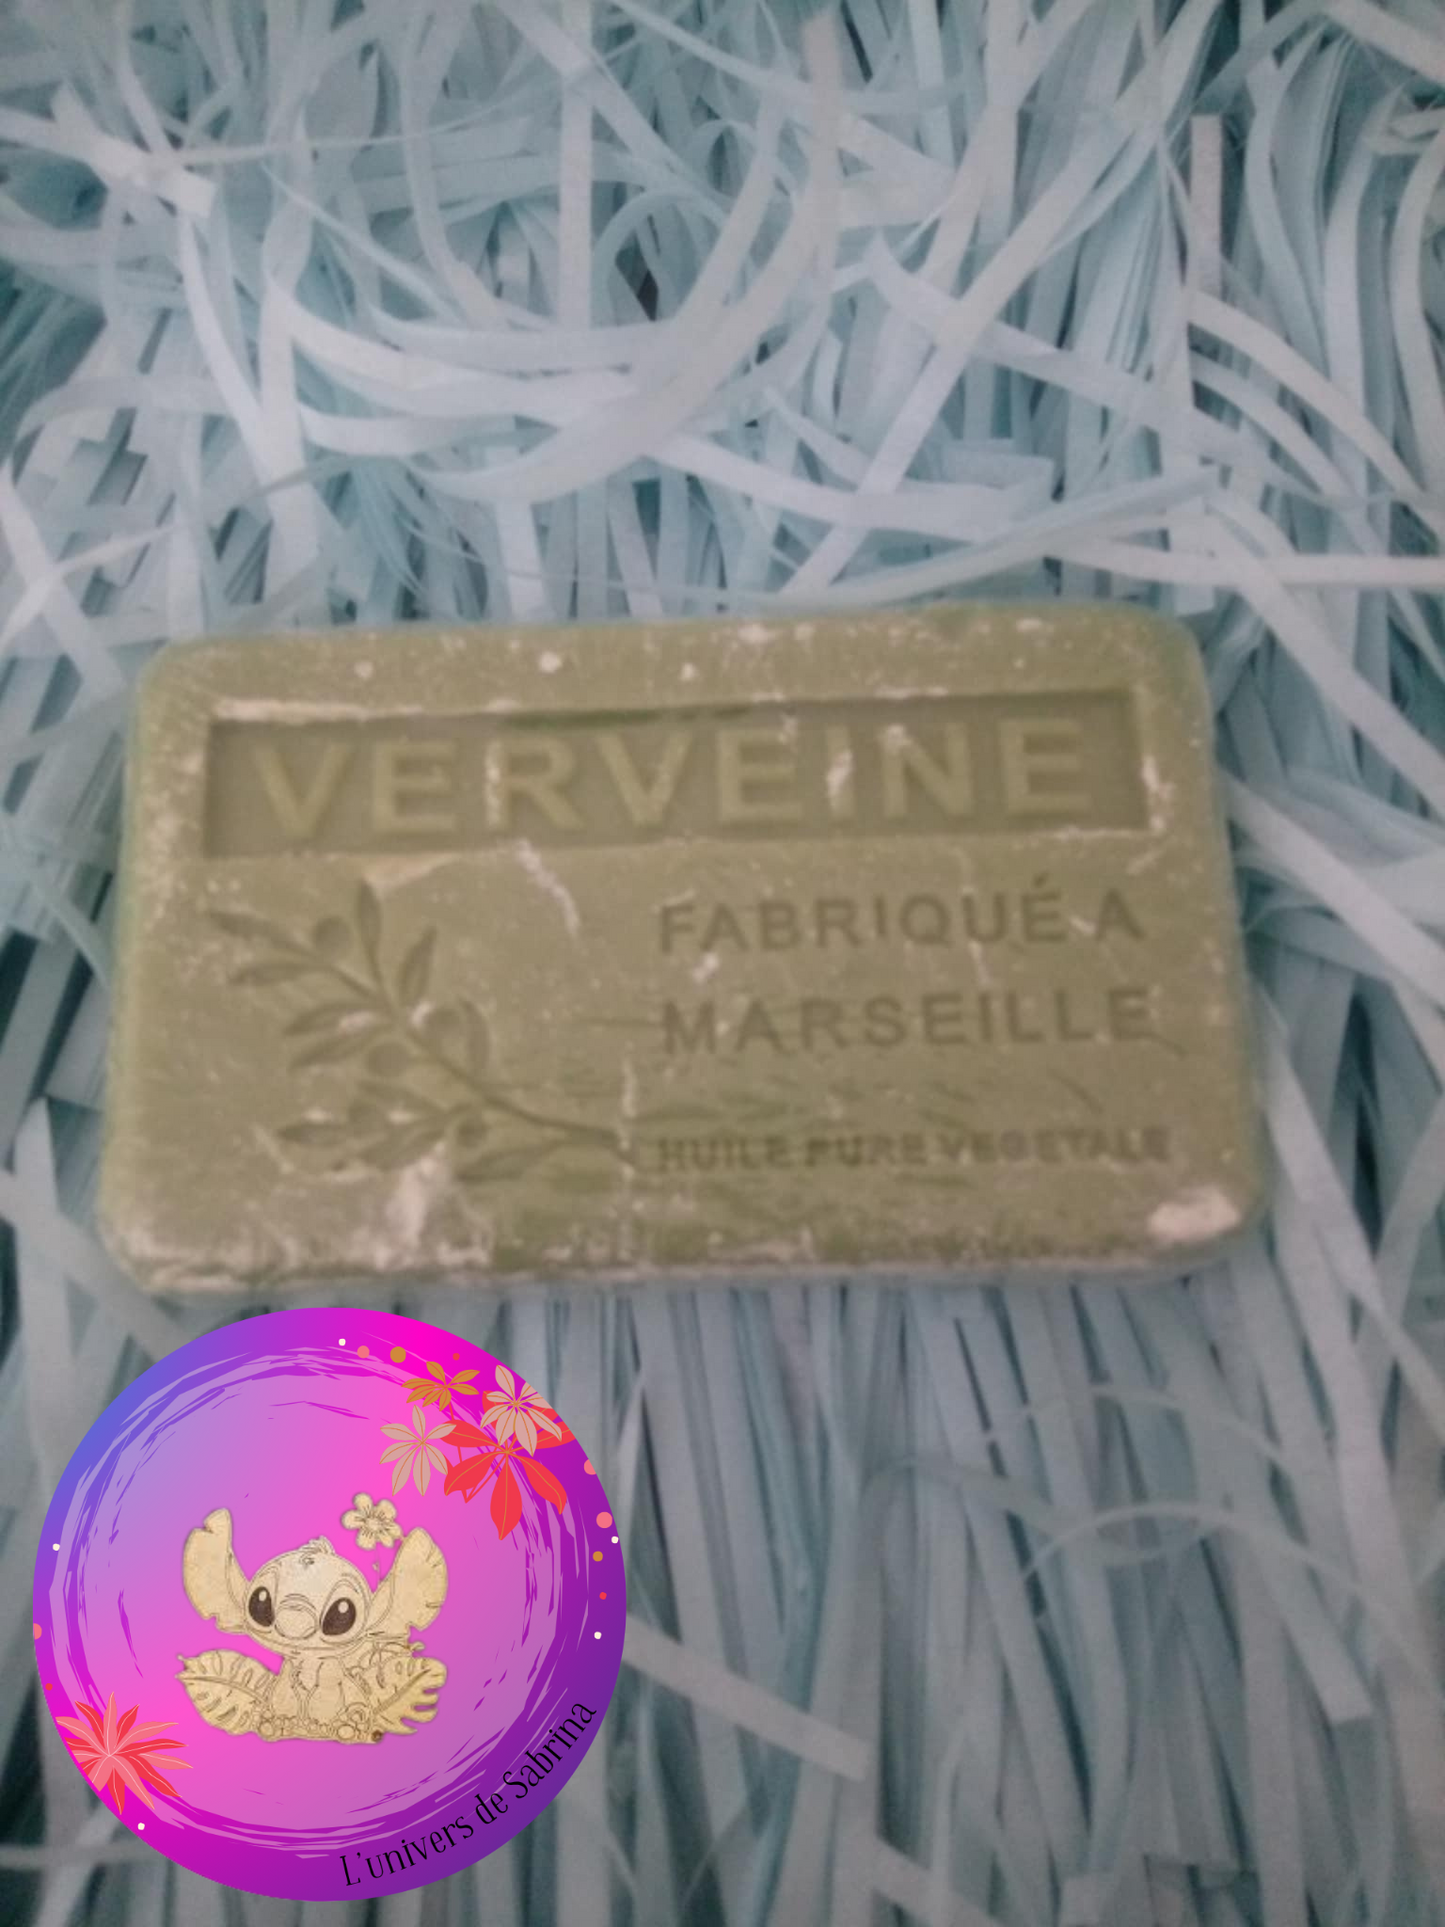 VERVEINE
FABRIQUÉ A
MARSEILLE
HUILE PURE VEGETALE
L'univers de Sabrina